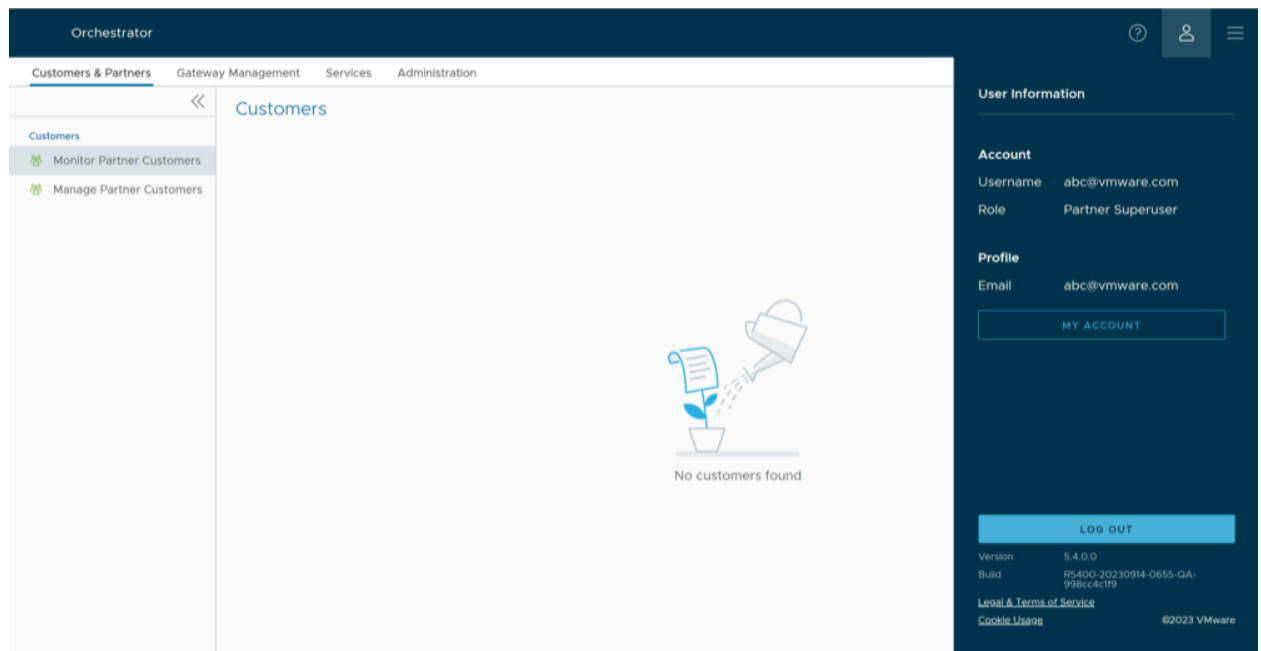 Orchestrator
Customers & Partners Gateway Management Services Administration
Customers
Monitor Partner Customers
Manage Partner Customers
Customers
No customers found
User Information
Account
Username abc@vmware.com
Role Partner Superuser
Profile
Email abc@vmware.com
MY ACCOUNT
LOG OUT
Version 5.4.0.0
Build R5400-20230914-0655-QA-
998cc4c1f9
Legal & Terms of Service
Cookie Usage ©2023 VMware